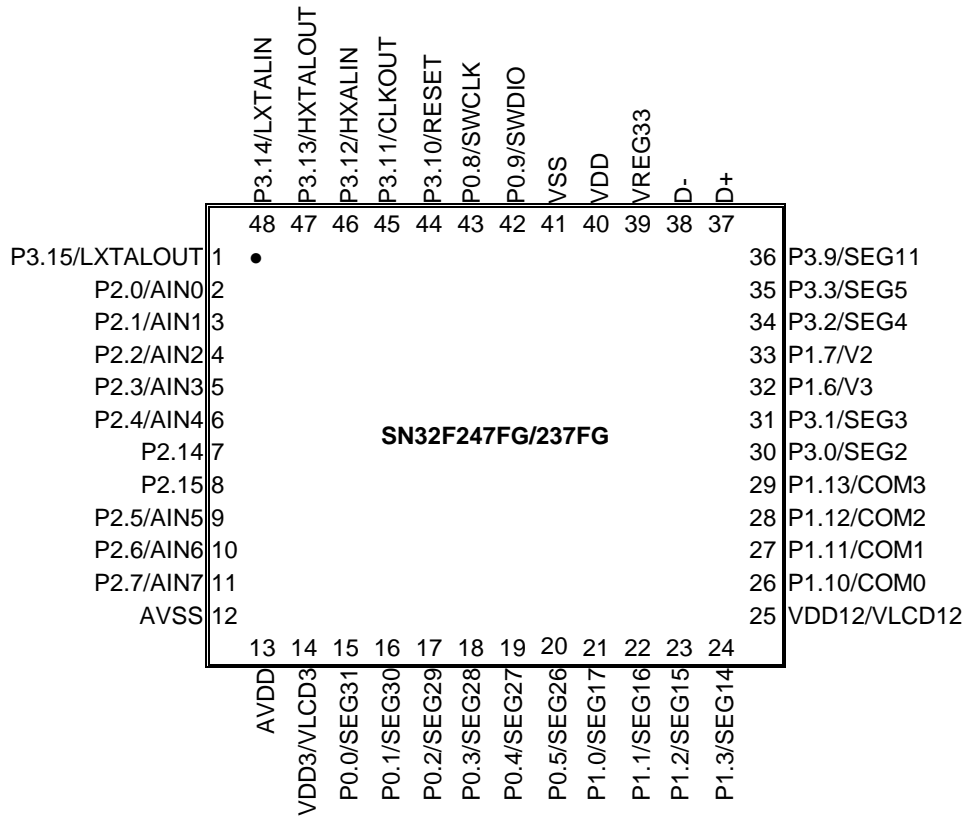 P3.14/LXTALIN
P3.13/HXTALOUT
P3.12/HXALIN
P3.11/CLKOUT
P3.10/RESET
P0.8/SWCLK
P0.9/SWDIO
VSS
VDD
VREG33
D-
D+
48 47 46 45 44 43 42 41 40 39 38 37
P3.15/LXTALOUT 1 ● 36 P3.9/SEG11
P2.0/AIN0 2 35 P3.3/SEG5
P2.1/AIN1 3 34 P3.2/SEG4
P2.2/AIN2 4 33 P1.7/V2
P2.3/AIN3 5 32 P1.6/V3
P2.4/AIN4 6 31 P3.1/SEG3
SN32F247FG/237FG
P2.14 7 30 P3.0/SEG2
P2.15 8 29 P1.13/COM3
P2.5/AIN5 9 28 P1.12/COM2
P2.6/AIN6 10 27 P1.11/COM1
P2.7/AIN7 11 26 P1.10/COM0
AVSS 12 25 VDD12/VLCD12
13 14 15 16 17 18 19 20 21 22 23 24
AVDD
VDD3/VLCD3
P0.0/SEG31
P0.1/SEG30
P0.2/SEG29
P0.3/SEG28
P0.4/SEG27
P0.5/SEG26
P1.0/SEG17
P1.1/SEG16
P1.2/SEG15
P1.3/SEG14